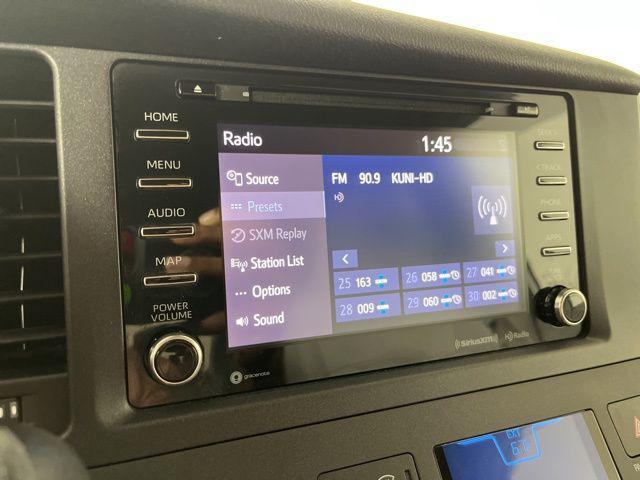 HOME
MENU
AUDIO
MAP
POWER
VOLUME
gracenote
Radio
1:45
Source
Presets
SXM Replay
Station List
Options
Sound
FM 90.9 KUNI-HD
25 163
26 058
27 041
28 009
29 060
30 002
SiriusXM
HD Radio
SEEK >
< TRACK
PHONE
APPS
EXT